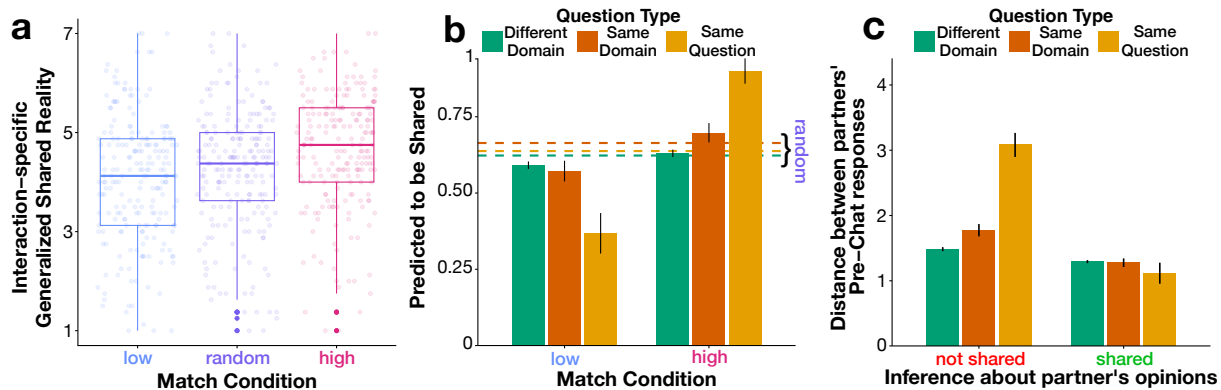 a
Interaction-specific
Generalized Shared Reality
7
5
3
1
low
random
high
Match Condition
b
Question Type
Different
Domain
Same
Domain
Same
Question
Predicted to be Shared
1
0.75
0.50
0.25
0
random
low
high
Match Condition
c
Question Type
Different
Domain
Same
Domain
Same
Question
Distance between partners'
Pre-Chat responses
4
3
2
1
0
not shared
shared
Inference about partner's opinions